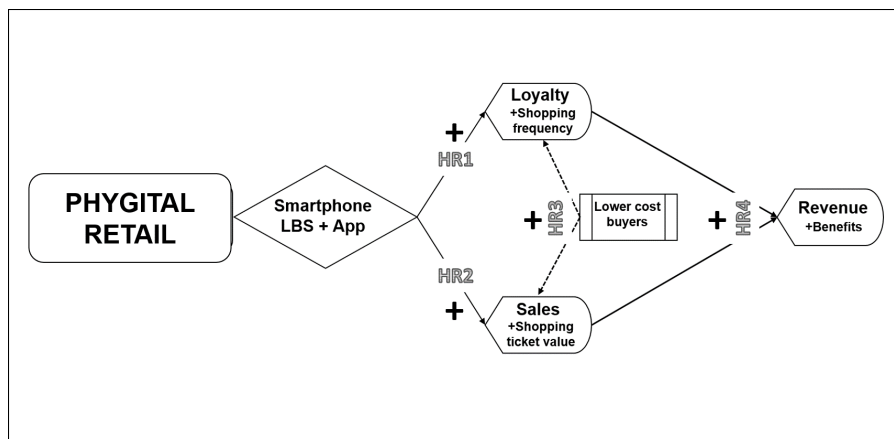 PHYGITAL
RETAIL
Smartphone
LBS + App
+
HR1
HR2
+
Loyalty
+Shopping
frequency
+
HR3
Lower cost
buyers
Sales
+Shopping
ticket value
+
HR4
Revenue
+Benefits